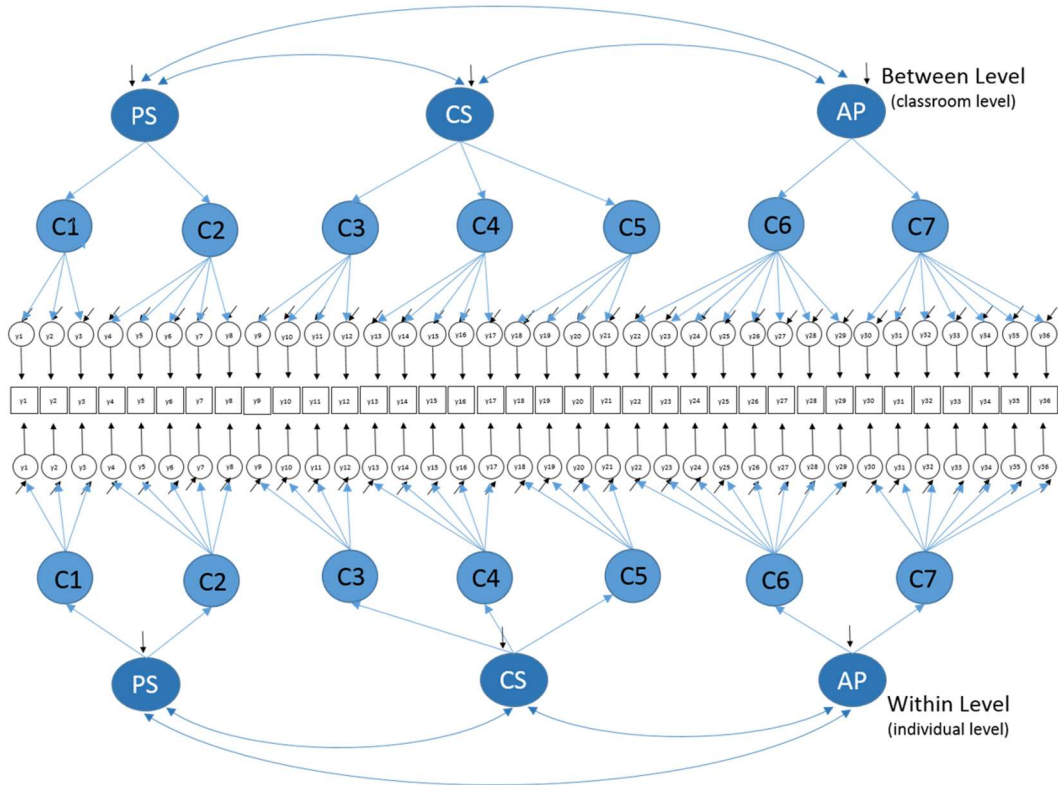 Between Level
(classroom level)
PS CS AP
C1 C2 C3 C4 C5 C6 C7
y1 y2 y3 y4 y5 y6 y7 y8 y9 y10 y11 y12 y13 y14 y15 y16 y17 y18 y19 y20 y21 y22 y23 y24 y25 y26 y27 y28 y29 y30 y31 y32 y33 y34 y35 y36
y1 y2 y3 y4 y5 y6 y7 y8 y9 y10 y11 y12 y13 y14 y15 y16 y17 y18 y19 y20 y21 y22 y23 y24 y25 y26 y27 y28 y29 y30 y31 y32 y33 y34 y35 y36
y1 y2 y3 y4 y5 y6 y7 y8 y9 y10 y11 y12 y13 y14 y15 y16 y17 y18 y19 y20 y21 y22 y23 y24 y25 y26 y27 y28 y29 y30 y31 y32 y33 y34 y35 y36
C1 C2 C3 C4 C5 C6 C7
PS CS AP
Within Level
(individual level)